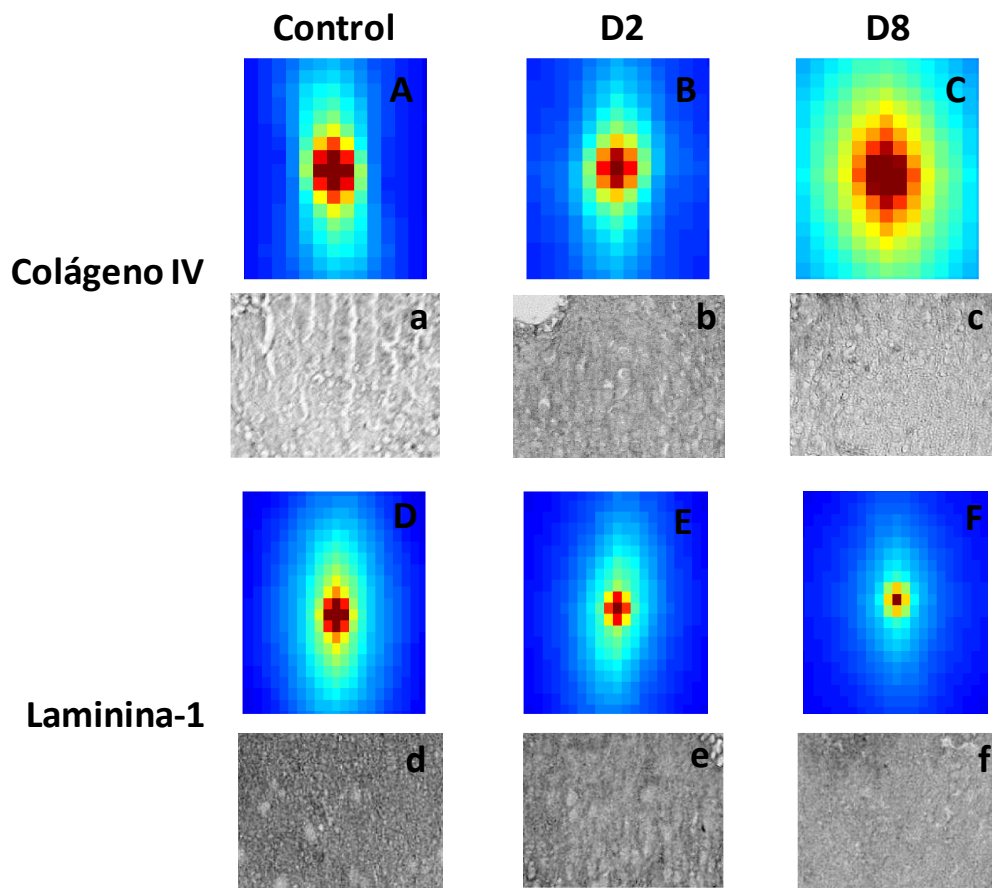 Control D2 D8
A B C
Colágeno IV
a b c
D E F
Laminina-1
d e f